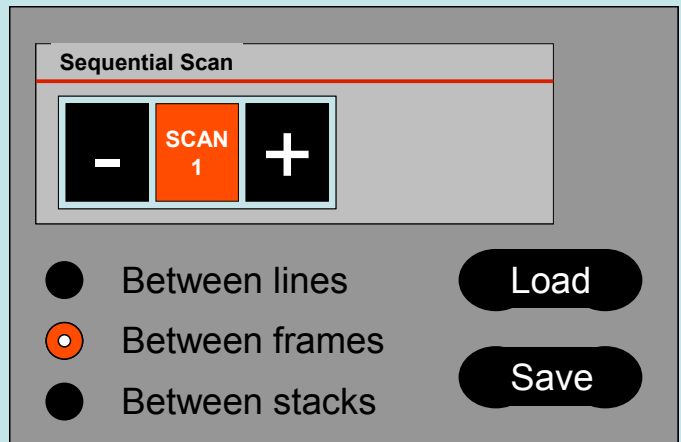 Sequential Scan
-
SCAN
1
+
Between lines
Load
Between frames
Save
Between stacks